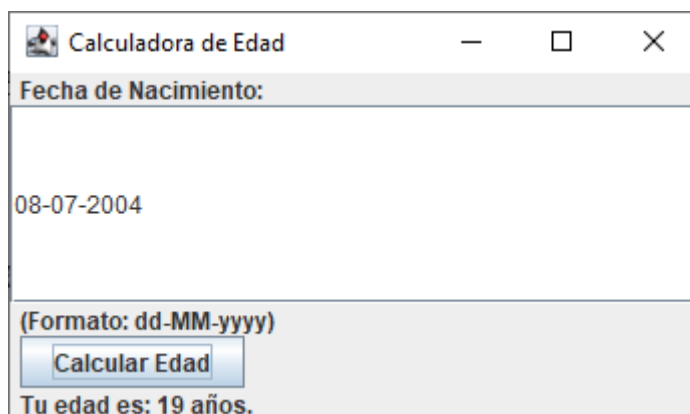 Calculadora de Edad
Fecha de Nacimiento:
08-07-2004
(Formato: dd-MM-yyyy)
Calcular Edad
Tu edad es: 19 años.